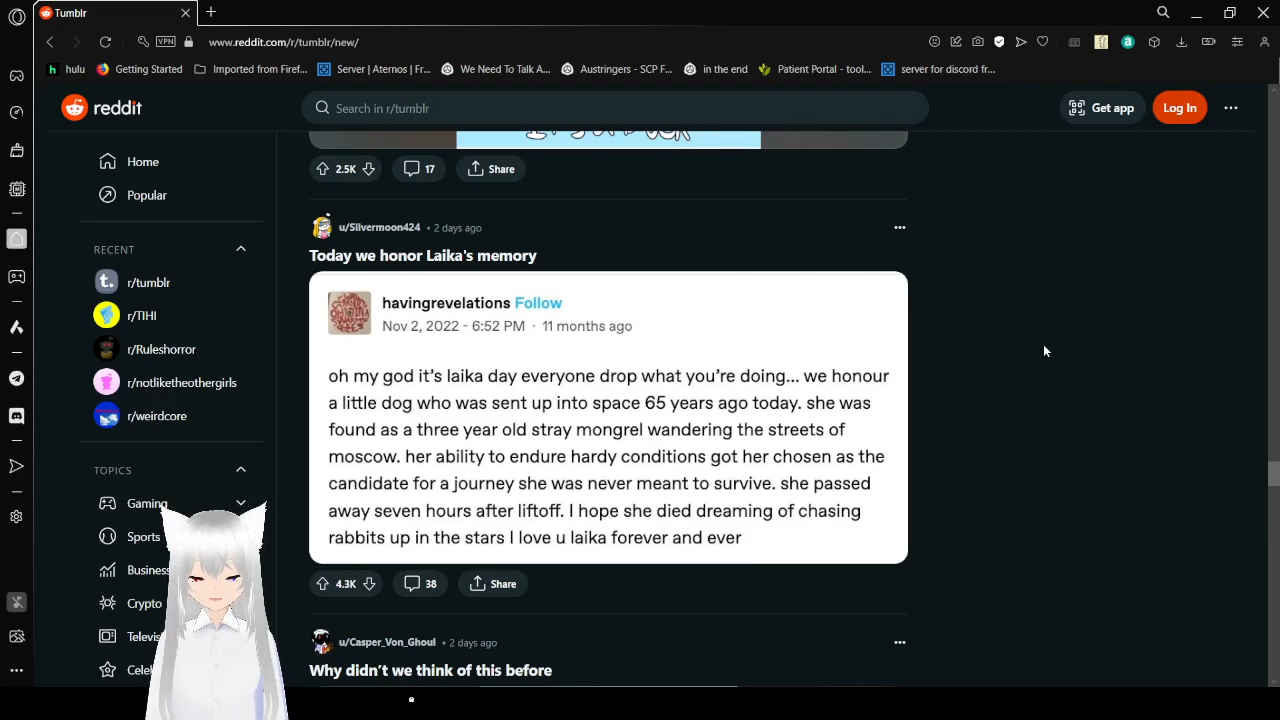 Tumblr
VPN
www.reddit.com/r/tumblr/new/
hulu
Getting Started
Imported from Firef...
Server | Aternos | Fr...
We Need To Talk A...
Austringers - SCP F...
in the end
Patient Portal - tool...
server for discord fr...
reddit
Search in r/tumblr
Get app
Log In
Home
Popular
RECENT
r/tumblr
r/TIHI
r/Ruleshorror
r/notliketheothergirls
r/weirdcore
TOPICS
Gaming
Sports
Business
Crypto
Televis
Celeb
2.5K
17
Share
u/Silvermoon424 • 2 days ago
Today we honor Laika's memory
havingrevelations Follow
Nov 2, 2022 - 6:52 PM · 11 months ago
oh my god it's laika day everyone drop what you're doing... we honour
a little dog who was sent up into space 65 years ago today. she was
found as a three year old stray mongrel wandering the streets of
moscow. her ability to endure hardy conditions got her chosen as the
candidate for a journey she was never meant to survive. she passed
away seven hours after liftoff. I hope she died dreaming of chasing
rabbits up in the stars I love u laika forever and ever
4.3K
38
Share
u/Casper_Von_Ghoul • 2 days ago
Why didn't we think of this before